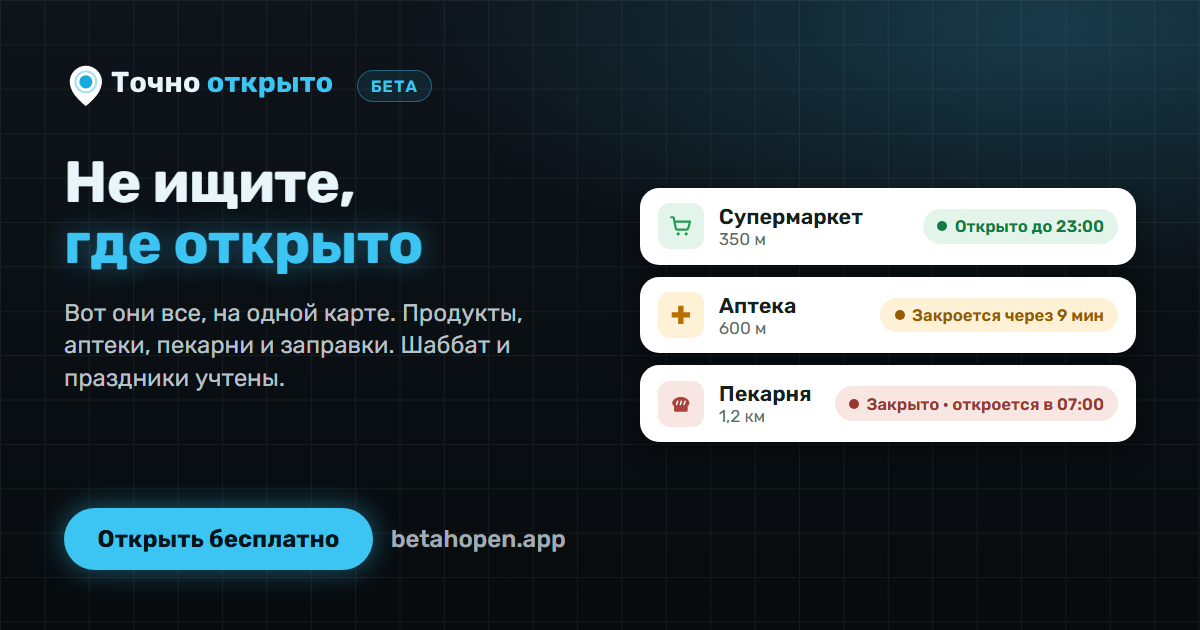 Точно открыто
БЕТА
Не ищите,
где открыто
Вот они все, на одной карте. Продукты,
аптеки, пекарни и заправки. Шаббат и
праздники учтены.
Супермаркет
350 м
Открыто до 23:00
Аптека
600 м
Закроется через 9 мин
Пекарня
1,2 км
Закрыто · откроется в 07:00
Открыть бесплатно
betahopen.app